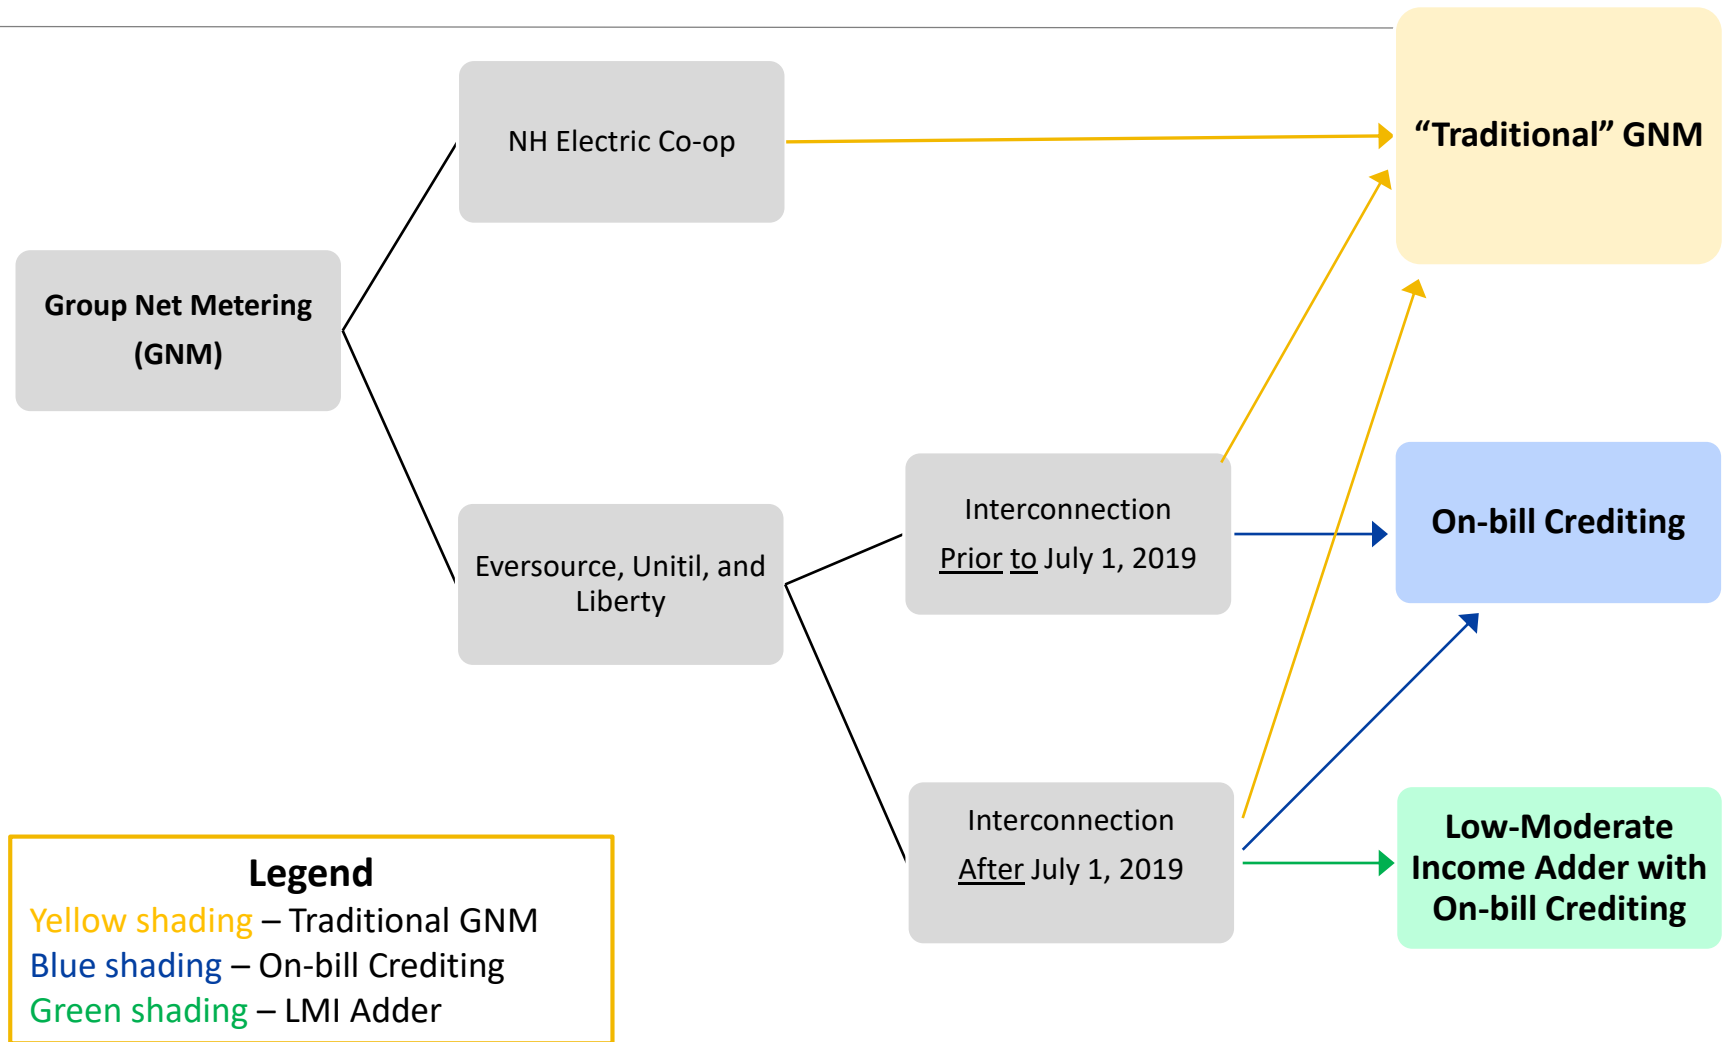 NH Electric Co-op
“Traditional” GNM
Group Net Metering
(GNM)
Eversource, Unitil, and
Liberty
Interconnection
Prior to July 1, 2019
On-bill Crediting
Interconnection
After July 1, 2019
Low-Moderate
Income Adder with
On-bill Crediting
Legend
Yellow shading – Traditional GNM
Blue shading – On-bill Crediting
Green shading – LMI Adder